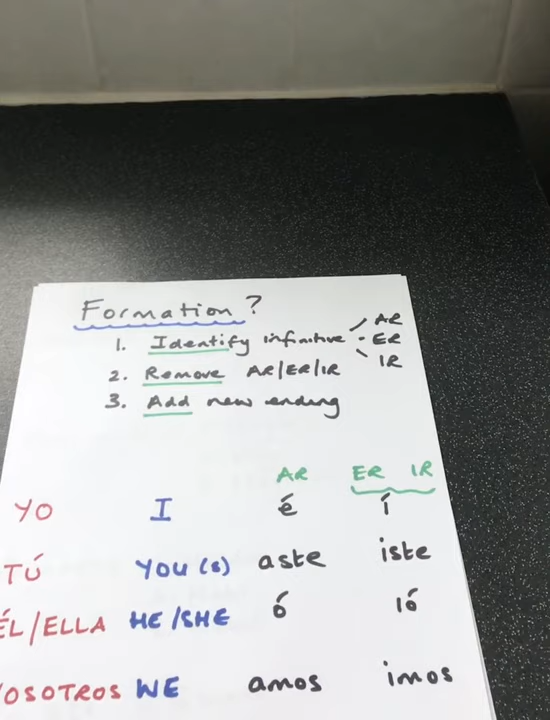 Formation?
1. Identify infinitive AR
ER
IR
2. Remove AR/ER/IR
3. Add new ending
AR ER IR
YO I é í
TÚ YOU (s) aste iste
ÉL/ELLA HE/SHE ó ió
NOSOTROS WE amos imos